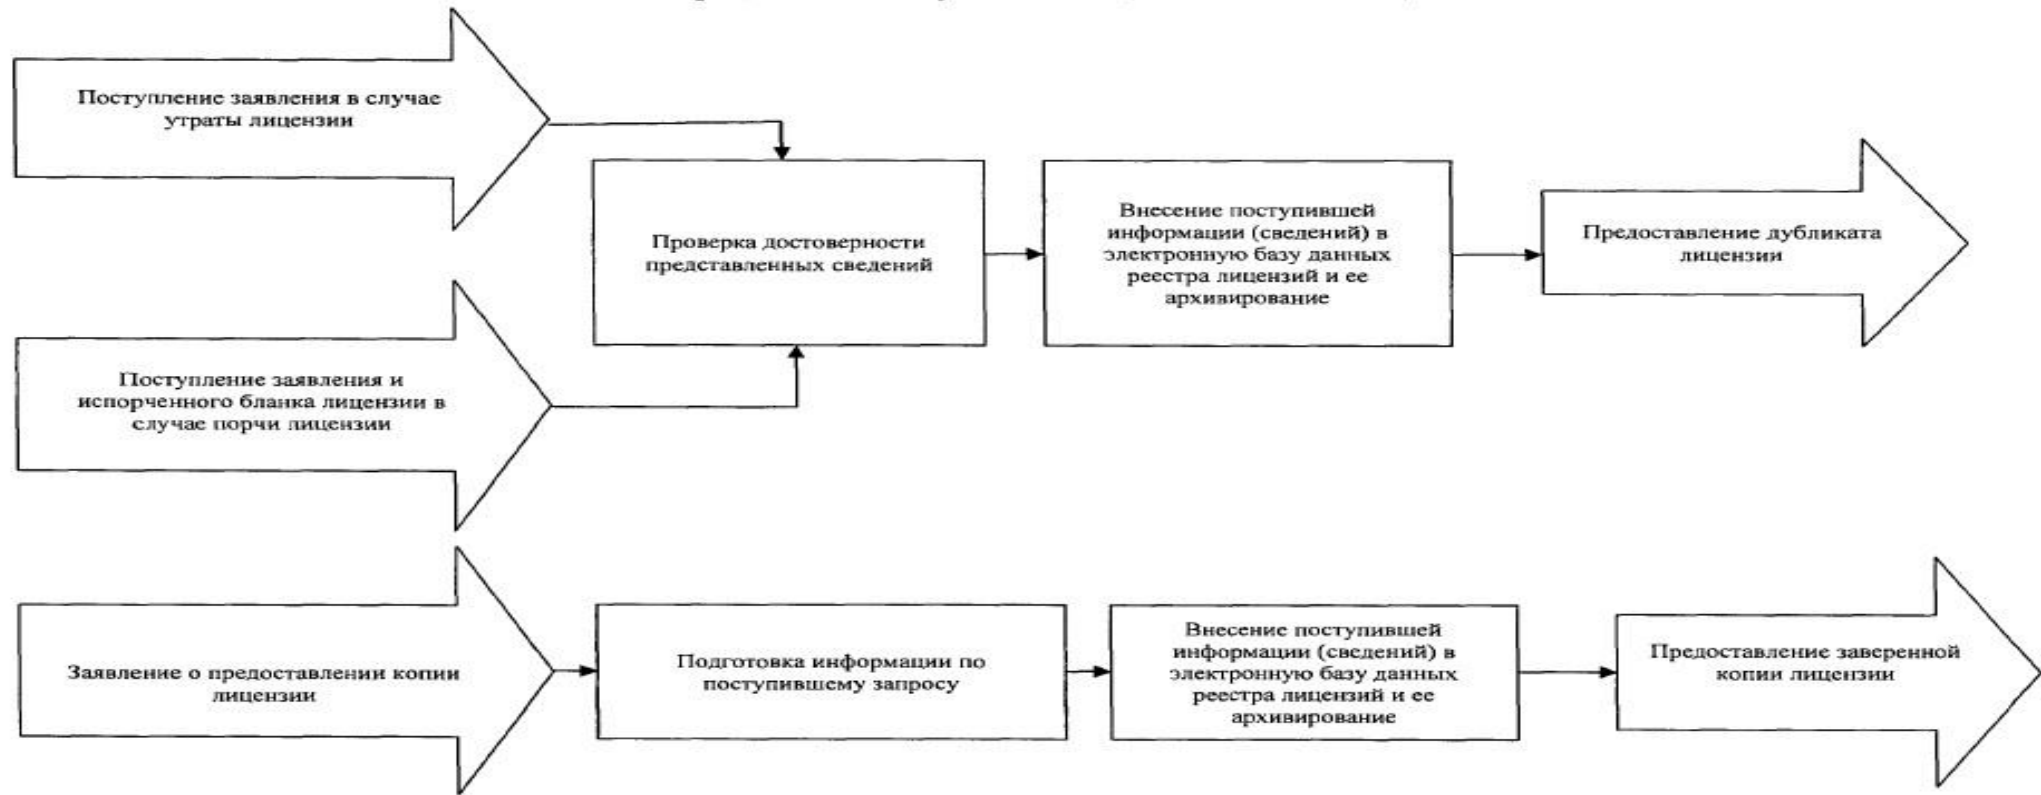 Поступление заявления в случае
утраты лицензии
Проверка достоверности
представленных сведений
Внесение поступившей
информации (сведений) в
электронную базу данных
реестра лицензий и ее
архивирование
Предоставление дубликата
лицензии
Поступление заявления и
испорченного бланка лицензии в
случае порчи лицензии
Заявление о предоставлении копии
лицензии
Подготовка информации по
поступившему запросу
Внесение поступившей
информации (сведений) в
электронную базу данных
реестра лицензий и ее
архивирование
Предоставление заверенной
копии лицензии